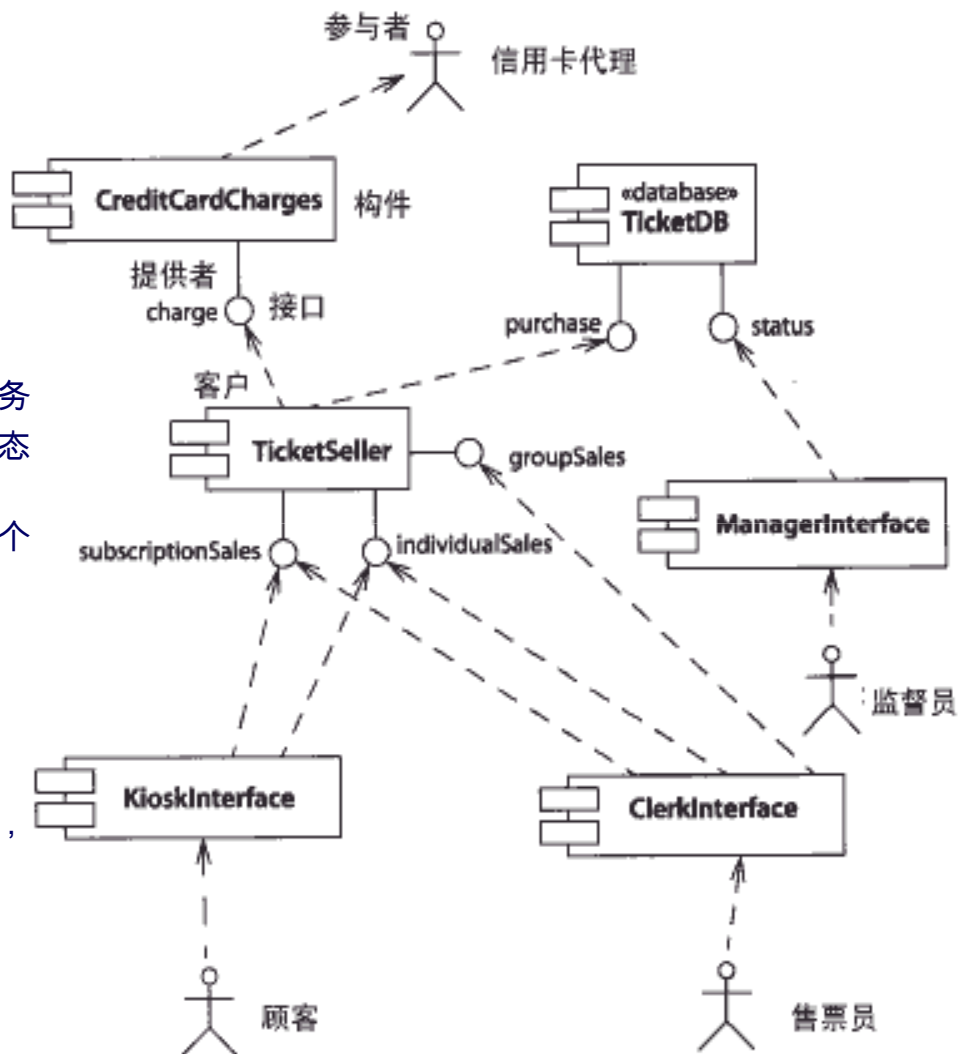 参与者
信用卡代理
CreditCardCharges
构件
«database»
TicketDB
提供者
charge
接口
purchase
status
务
客户
态
TicketSeller
groupSales
个
subscriptionSales
individualSales
ManagerInterface
监督员
KioskInterface
ClerkInterface
，
顾客
售票员